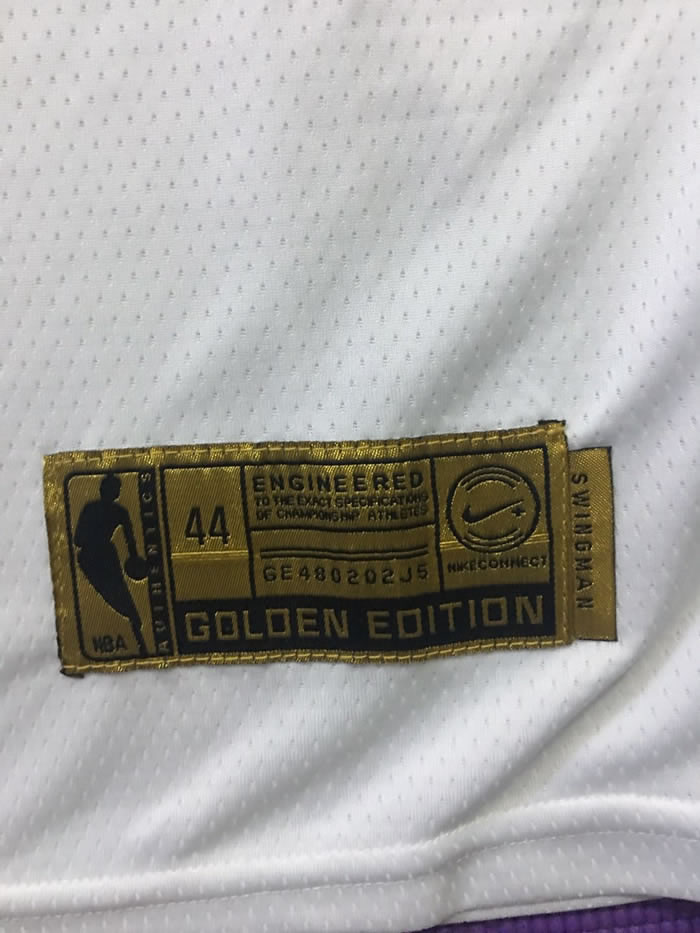 NBA
AUTHENTICS
44
ENGINEERED
TO THE EXACT SPECIFICATIONS
OF CHAMPIONSHIP ATHLETES
GE480202J5
NIKECONNECT
GOLDEN EDITION
SWINGMAN